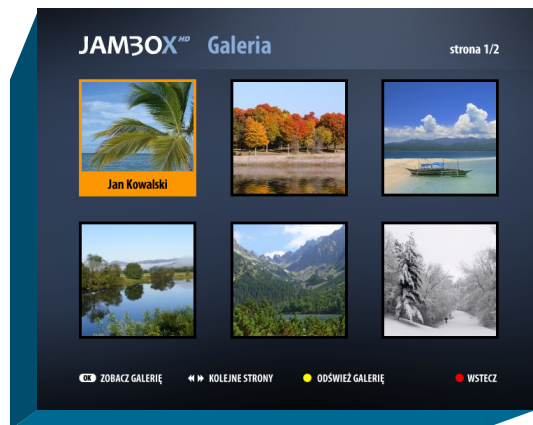 JAMBOX HD Galeria strona 1/2
Jan Kowalski
OK ZOBACZ GALERIĘ KOLEJNE STRONY ODŚWIEŻ GALERIĘ WSTECZ